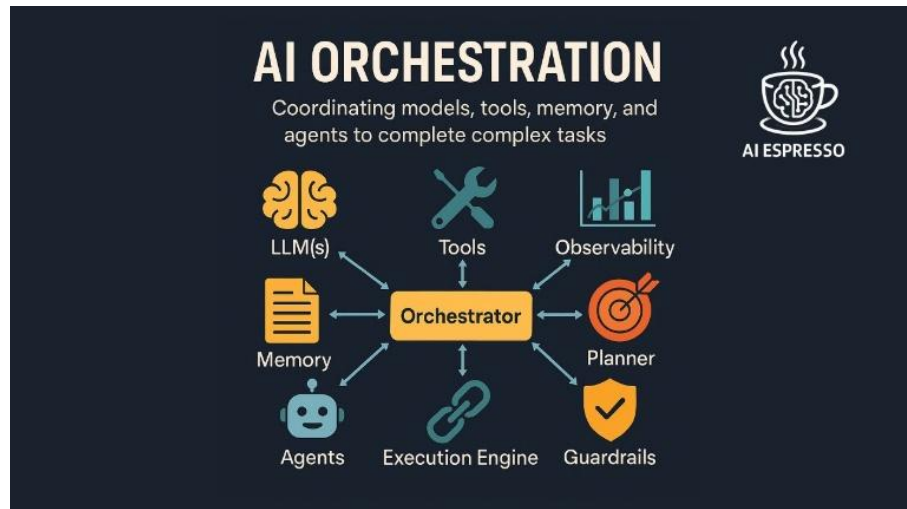 AI ORCHESTRATION
Coordinating models, tools, memory, and
agents to complete complex tasks
AI ESPRESSO
LLM(s)
Tools
Observability
Orchestrator
Memory
Planner
Agents
Execution Engine
Guardrails